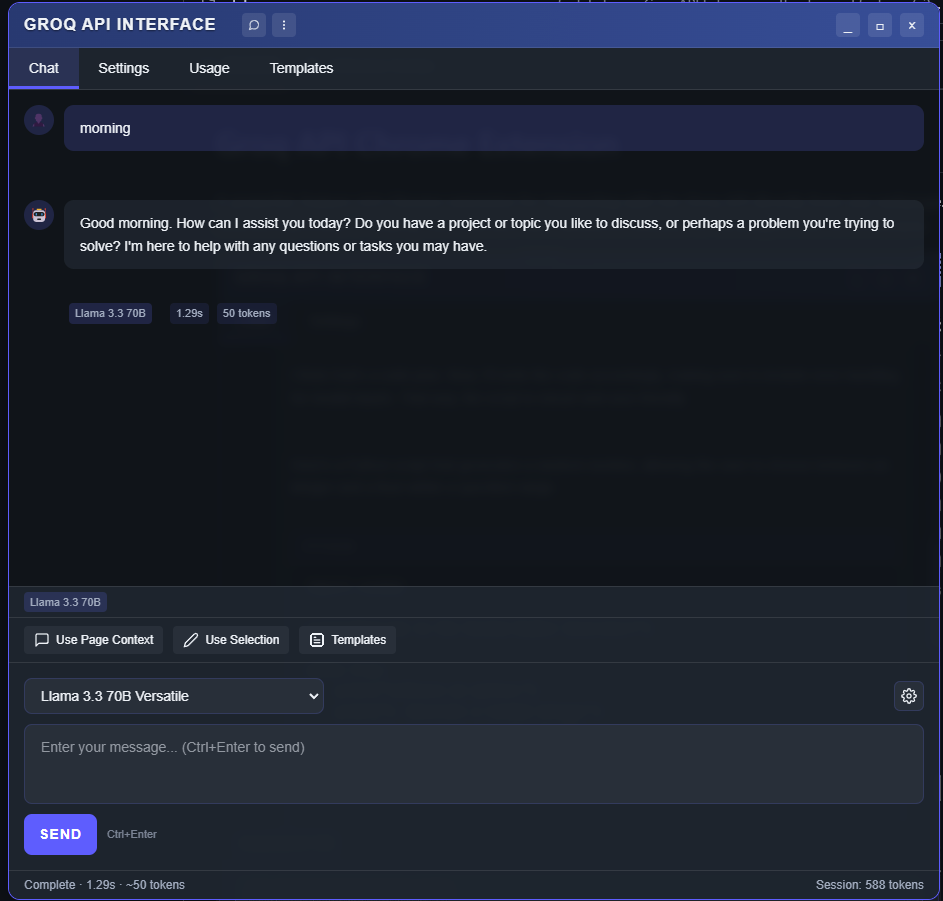 GROQ API INTERFACE
Chat Settings Usage Templates
morning
Good morning. How can I assist you today? Do you have a project or topic you like to discuss, or perhaps a problem you're trying to
solve? I'm here to help with any questions or tasks you may have.
Llama 3.3 70B 1.29s 50 tokens
Llama 3.3 70B
Use Page Context Use Selection Templates
Llama 3.3 70B Versatile
Enter your message... (Ctrl+Enter to send)
SEND Ctrl+Enter
Complete · 1.29s · ~50 tokens Session: 588 tokens